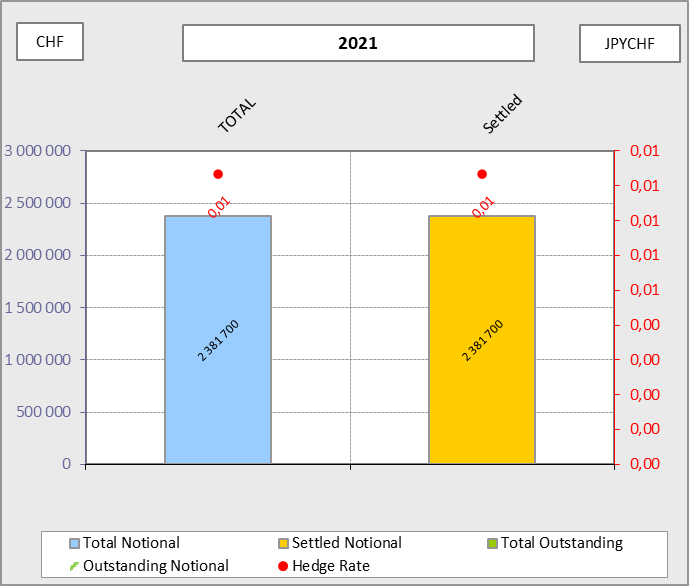 CHF
2021
JPYCHF
TOTAL
Settled
3 000 000
2 500 000
2 000 000
1 500 000
1 000 000
500 000
0
0,01
0,01
2 381 700
2 381 700
0,01
0,01
0,01
0,01
0,01
0,00
0,00
0,00
0,00
0,00
Total Notional
Settled Notional
Total Outstanding
Outstanding Notional
Hedge Rate